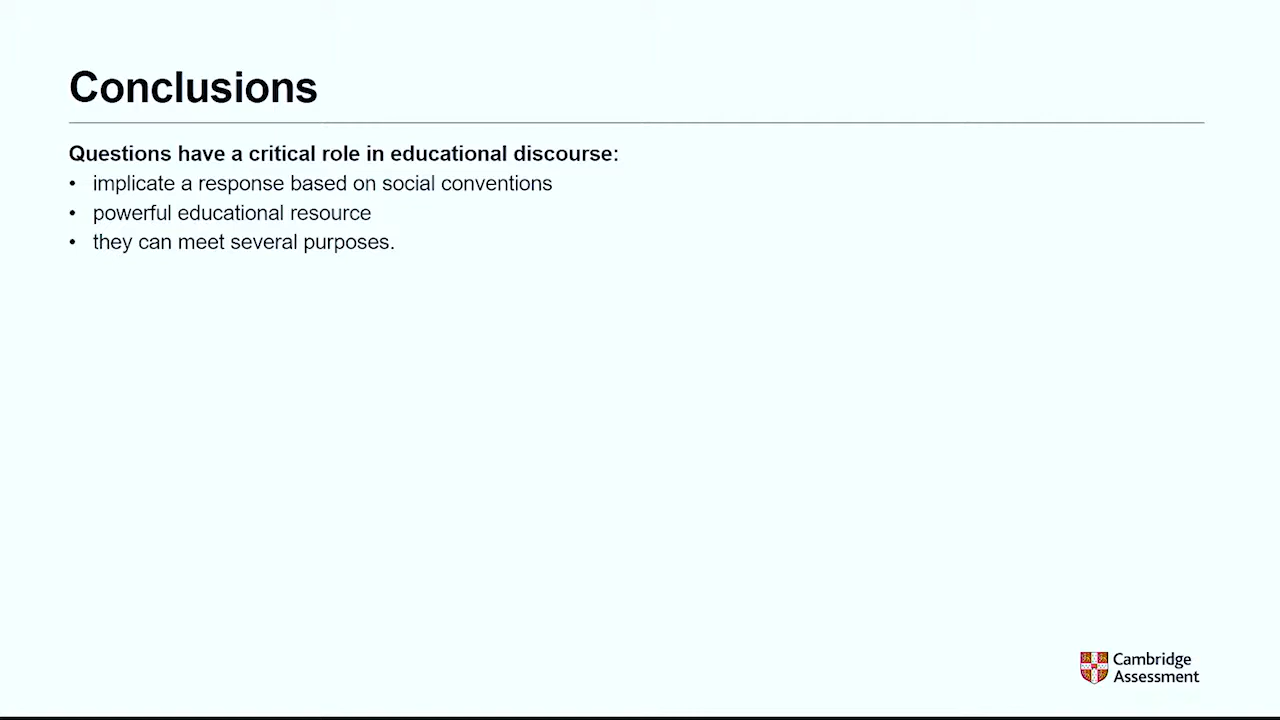 Conclusions
Questions have a critical role in educational discourse:
• implicate a response based on social conventions
• powerful educational resource
• they can meet several purposes.
Cambridge
Assessment